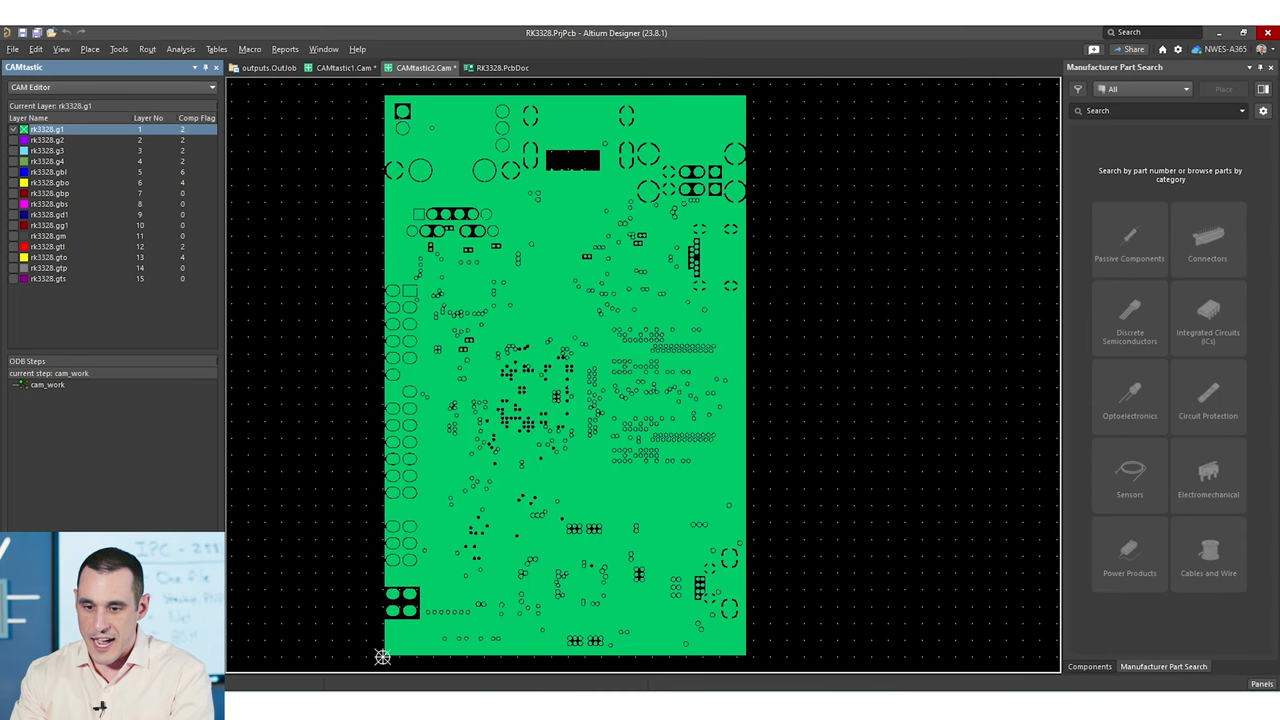 RK3328.PrjPcb - Altium Designer (23.8.1)
Search
File Edit View Place Tools Rout Analysis Tables Macro Reports Window Help
Share
NWES-A365
CAMtastic
outputs.OutJob
CAMtastic1.Cam *
CAMtastic2.Cam *
RK3328.PcbDoc
Manufacturer Part Search
CAM Editor
All
Place
Current Layer: rk3328.g1
Search
Layer Name Layer No Comp Flag
rk3328.g1 1 2
rk3328.g2 2 2
rk3328.g3 3 2
rk3328.g4 4 2
rk3328.gbl 5 6
rk3328.gbo 6 4
rk3328.gbp 7 0
rk3328.gbs 8 0
rk3328.gd1 9 0
rk3328.gg1 10 0
rk3328.gm 11 0
rk3328.gtl 12 2
rk3328.gto 13 4
rk3328.gtp 14 0
rk3328.gts 15 0
Search by part number or browse parts by
category
Passive Components
Connectors
Discrete
Semiconductors
Integrated Circuits
(ICs)
Optoelectronics
Circuit Protection
Sensors
Electromechanical
Power Products
Cables and Wire
ODB Steps
current step: cam_work
cam_work
IPC - 2581
One file
Net
Components
Manufacturer Part Search
Panels